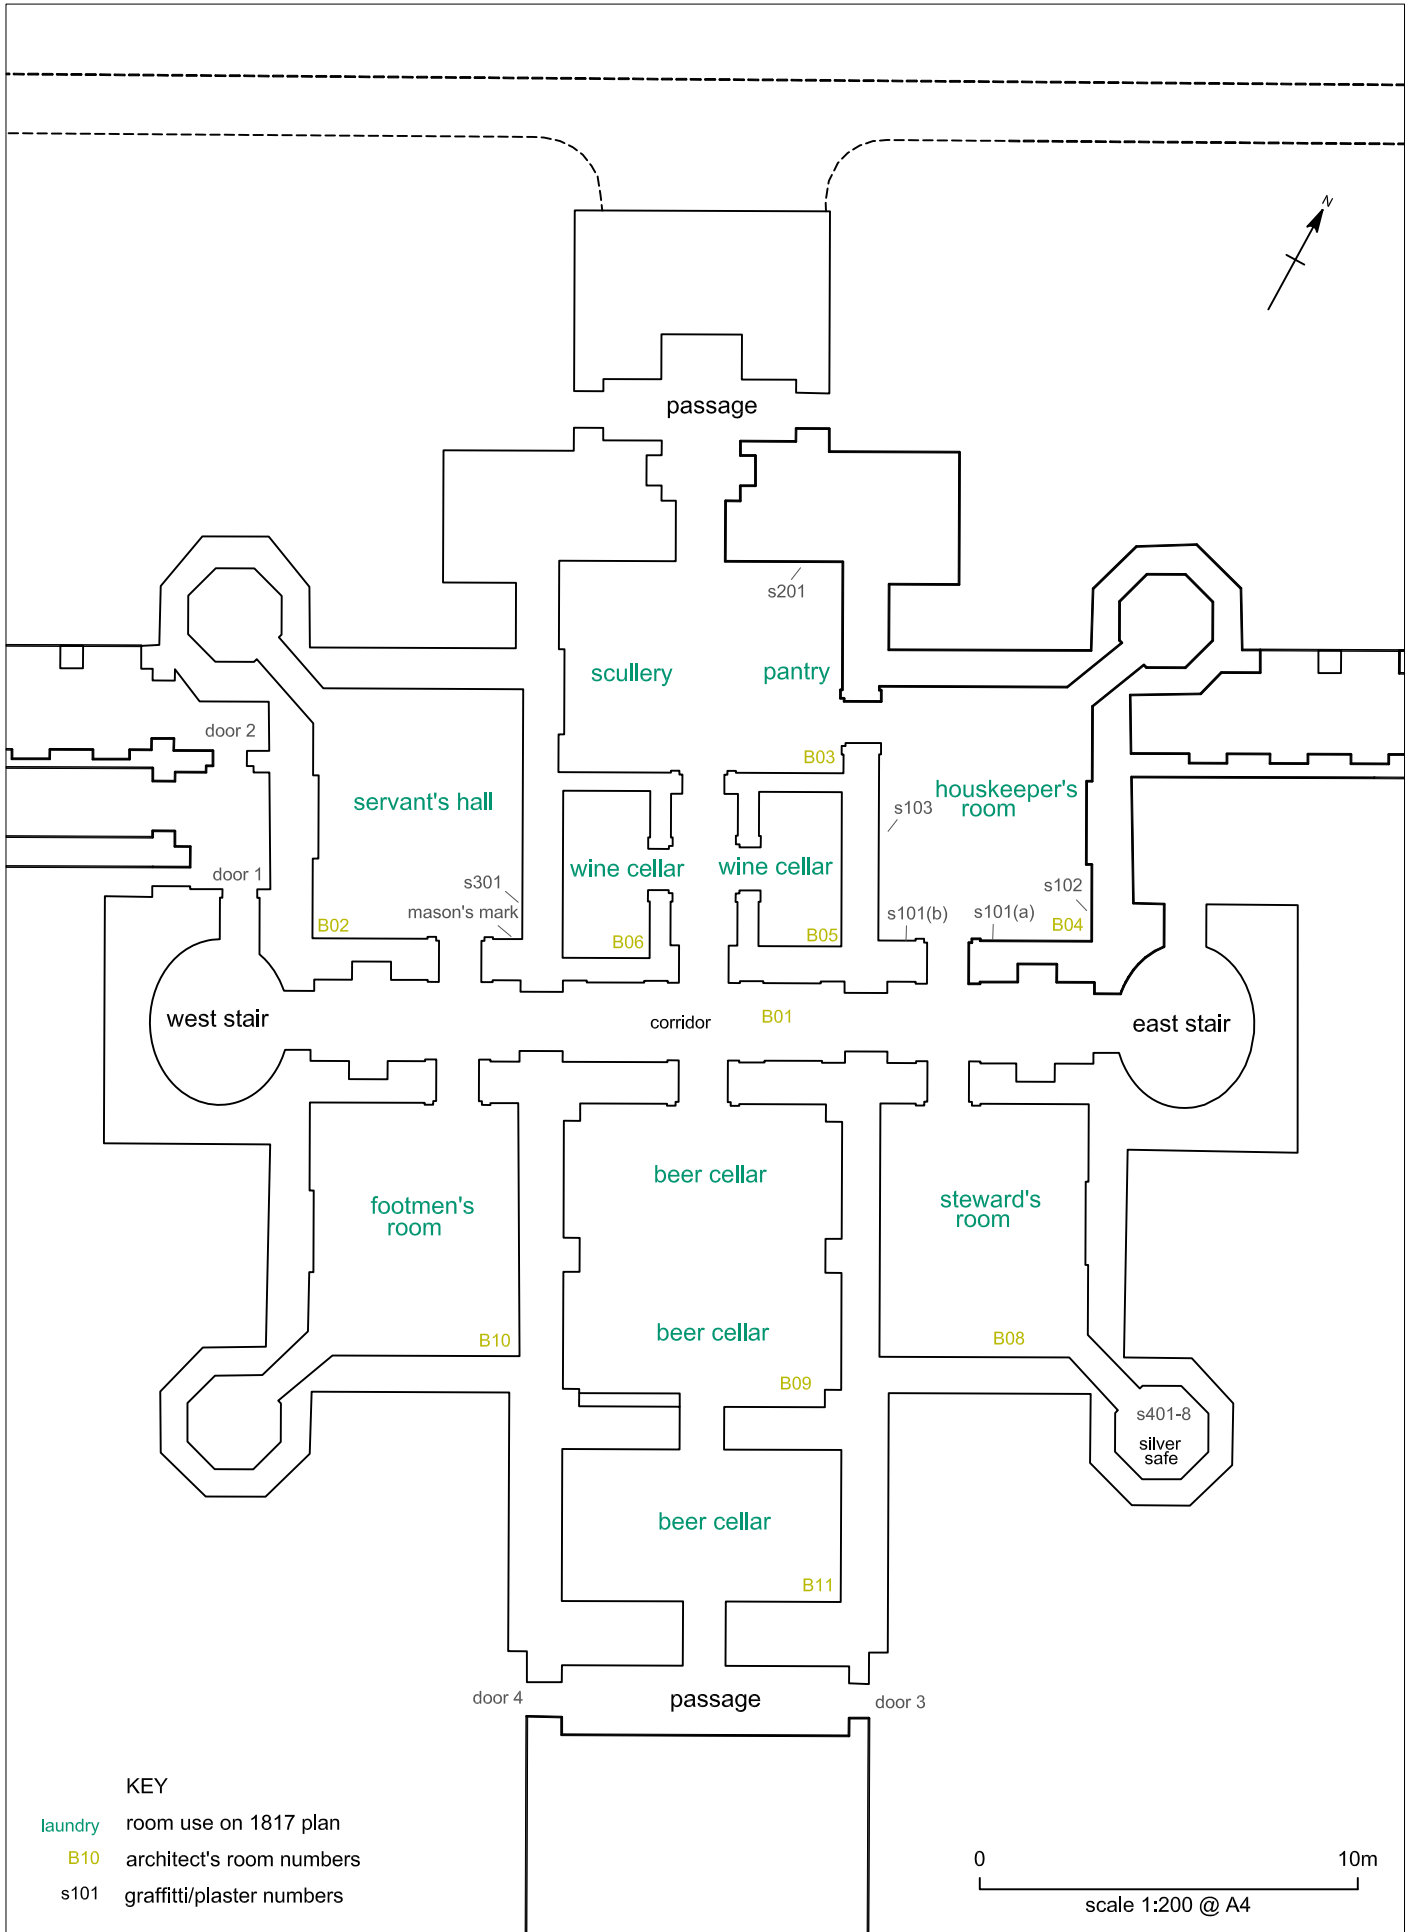 N
passage
s201
scullery
pantry
door 2
B03
servant's hall
houskeeper's
room
s103
wine cellar
wine cellar
door 1
s301
mason's mark
s102
s101(b)
s101(a)
B02
B06
B05
B04
west stair
corridor
B01
east stair
beer cellar
footmen's
room
steward's
room
beer cellar
B10
B08
B09
s401-8
silver
safe
beer cellar
B11
door 4
passage
door 3
KEY
laundry room use on 1817 plan
B10 architect's room numbers
s101 graffitti/plaster numbers
0 10m
scale 1:200 @ A4